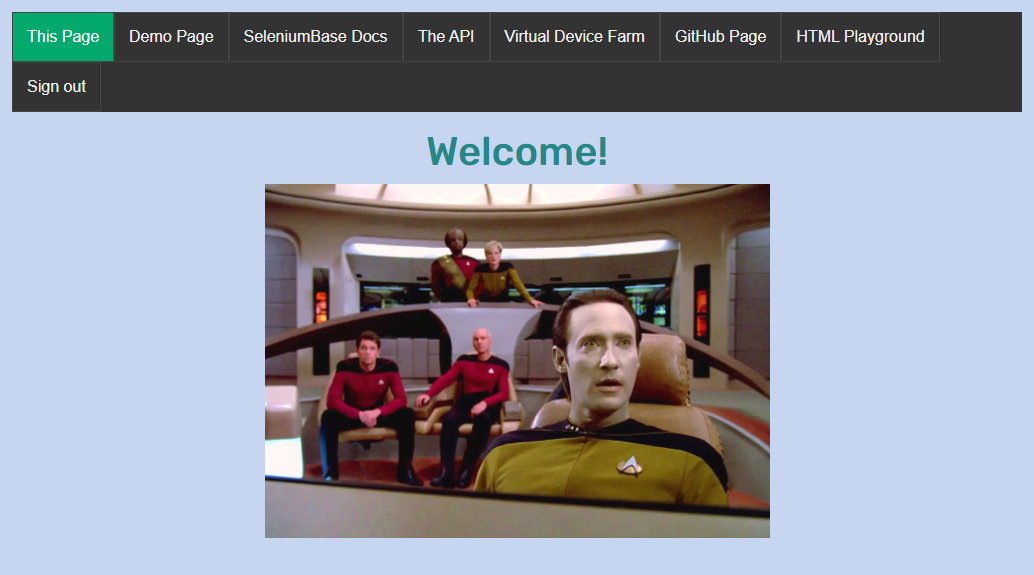 This Page Demo Page SeleniumBase Docs The API Virtual Device Farm GitHub Page HTML Playground
Sign out
Welcome!